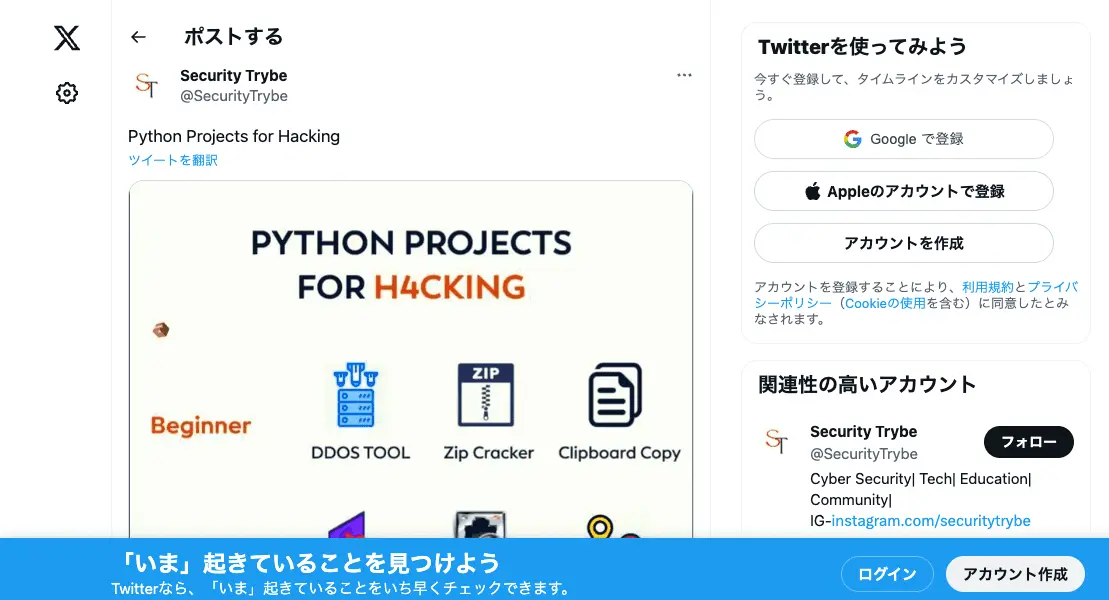 ポストする
Security Trybe
@SecurityTrybe
Python Projects for Hacking
ツイートを翻訳
PYTHON PROJECTS
FOR H4CKING
Beginner
ZIP
DDOS TOOL
Zip Cracker
Clipboard Copy
Twitterを使ってみよう
今すぐ登録して、タイムラインをカスタマイズしましょ
う。
Google で登録
Appleのアカウントで登録
アカウントを作成
アカウントを登録することにより、利用規約とプライバ
シーポリシー（Cookieの使用を含む）に同意したとみ
なされます。
関連性の高いアカウント
Security Trybe
@SecurityTrybe
フォロー
Cyber Security| Tech| Education|
Community|
IG-instagram.com/securitytrybe
「いま」起きていることを見つけよう
Twitterなら、「いま」起きていることをいち早くチェックできます。
ログイン
アカウント作成